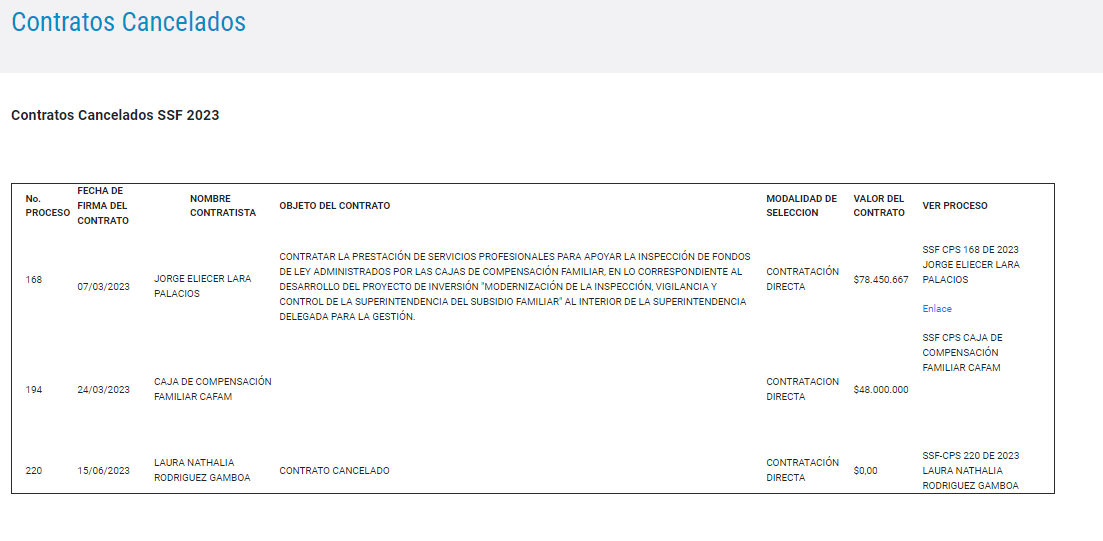 Contratos Cancelados
Contratos Cancelados SSF 2023
No.
PROCESO
FECHA DE
FIRMA DEL
CONTRATO
NOMBRE
CONTRATISTA
OBJETO DEL CONTRATO
MODALIDAD DE
SELECCION
VALOR DEL
CONTRATO
VER PROCESO
168
07/03/2023
JORGE ELIECER LARA
PALACIOS
CONTRATAR LA PRESTACIÓN DE SERVICIOS PROFESIONALES PARA APOYAR LA INSPECCIÓN DE FONDOS
DE LEY ADMINISTRADOS POR LAS CAJAS DE COMPENSACIÓN FAMILIAR, EN LO CORRESPONDIENTE AL
DESARROLLO DEL PROYECTO DE INVERSIÓN "MODERNIZACIÓN DE LA INSPECCIÓN, VIGILANCIA Y
CONTROL DE LA SUPERINTENDENCIA DEL SUBSIDIO FAMILIAR" AL INTERIOR DE LA SUPERINTENDENCIA
DELEGADA PARA LA GESTIÓN.
CONTRATACIÓN
DIRECTA
$78.450.667
SSF CPS 168 DE 2023
JORGE ELIECER LARA
PALACIOS
Enlace
194
24/03/2023
CAJA DE COMPENSACIÓN
FAMILIAR CAFAM
CONTRATACION
DIRECTA
$48.000.000
SSF CPS CAJA DE
COMPENSACIÓN
FAMILIAR CAFAM
220
15/06/2023
LAURA NATHALIA
RODRIGUEZ GAMBOA
CONTRATO CANCELADO
CONTRATACIÓN
DIRECTA
$0,00
SSF-CPS 220 DE 2023
LAURA NATHALIA
RODRIGUEZ GAMBOA